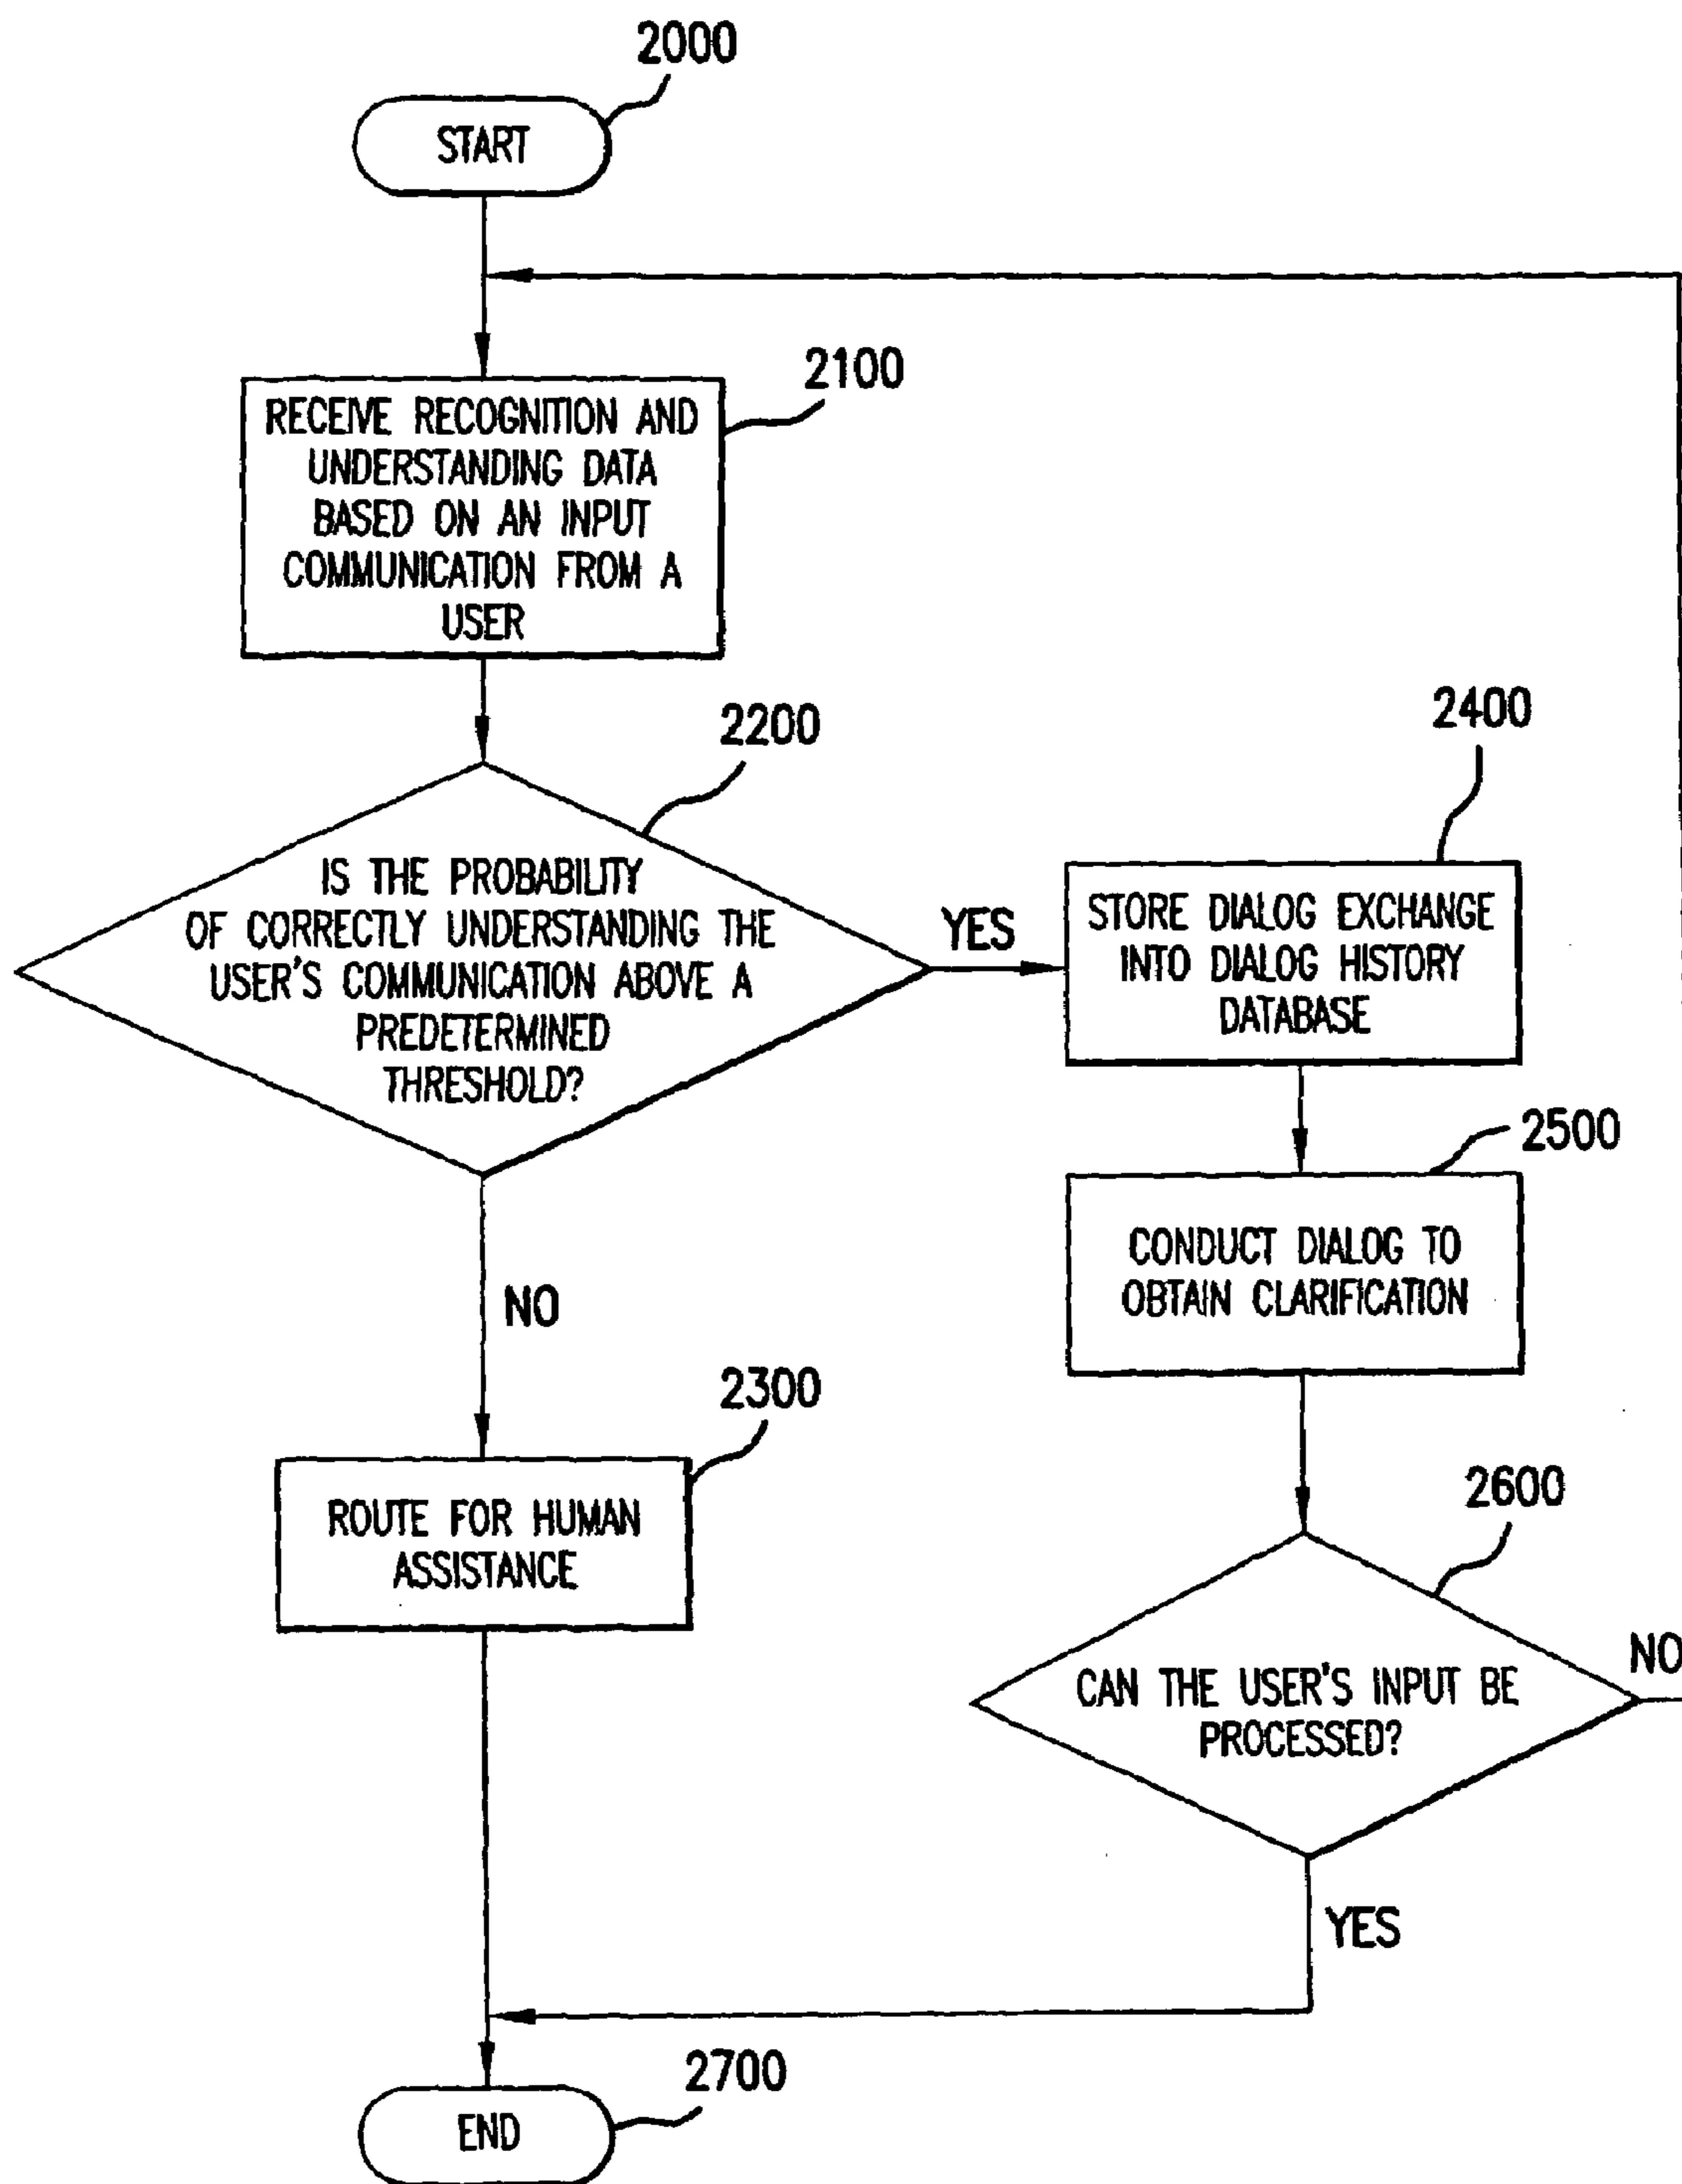 2000
START
2100
RECEIVE RECOGNITION AND
UNDERSTANDING DATA
BASED ON AN INPUT
COMMUNICATION FROM A
USER
2200
IS THE PROBABILITY
OF CORRECTLY UNDERSTANDING THE
USER'S COMMUNICATION ABOVE A
PREDETERMINED
THRESHOLD?
YES
NO
2300
ROUTE FOR HUMAN
ASSISTANCE
2400
STORE DIALOG EXCHANGE
INTO DIALOG HISTORY
DATABASE
2500
CONDUCT DIALOG TO
OBTAIN CLARIFICATION
2600
CAN THE USER'S INPUT BE
PROCESSED?
NO
YES
2700
END